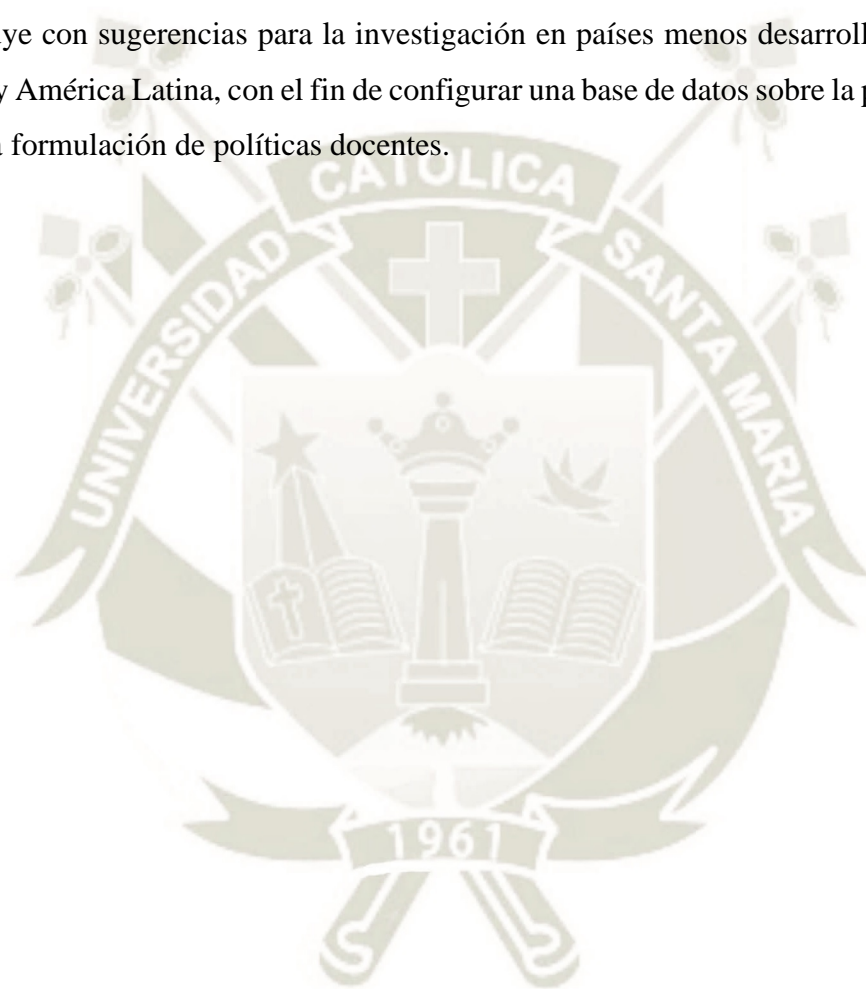 ye con sugerencias para la investigación en países menos desarroll
y América Latina, con el fin de configurar una base de datos sobre la p
a formulación de políticas docentes.
CATOLICA
UNIVERSIDAD
SANTA MARIA
1961
S S